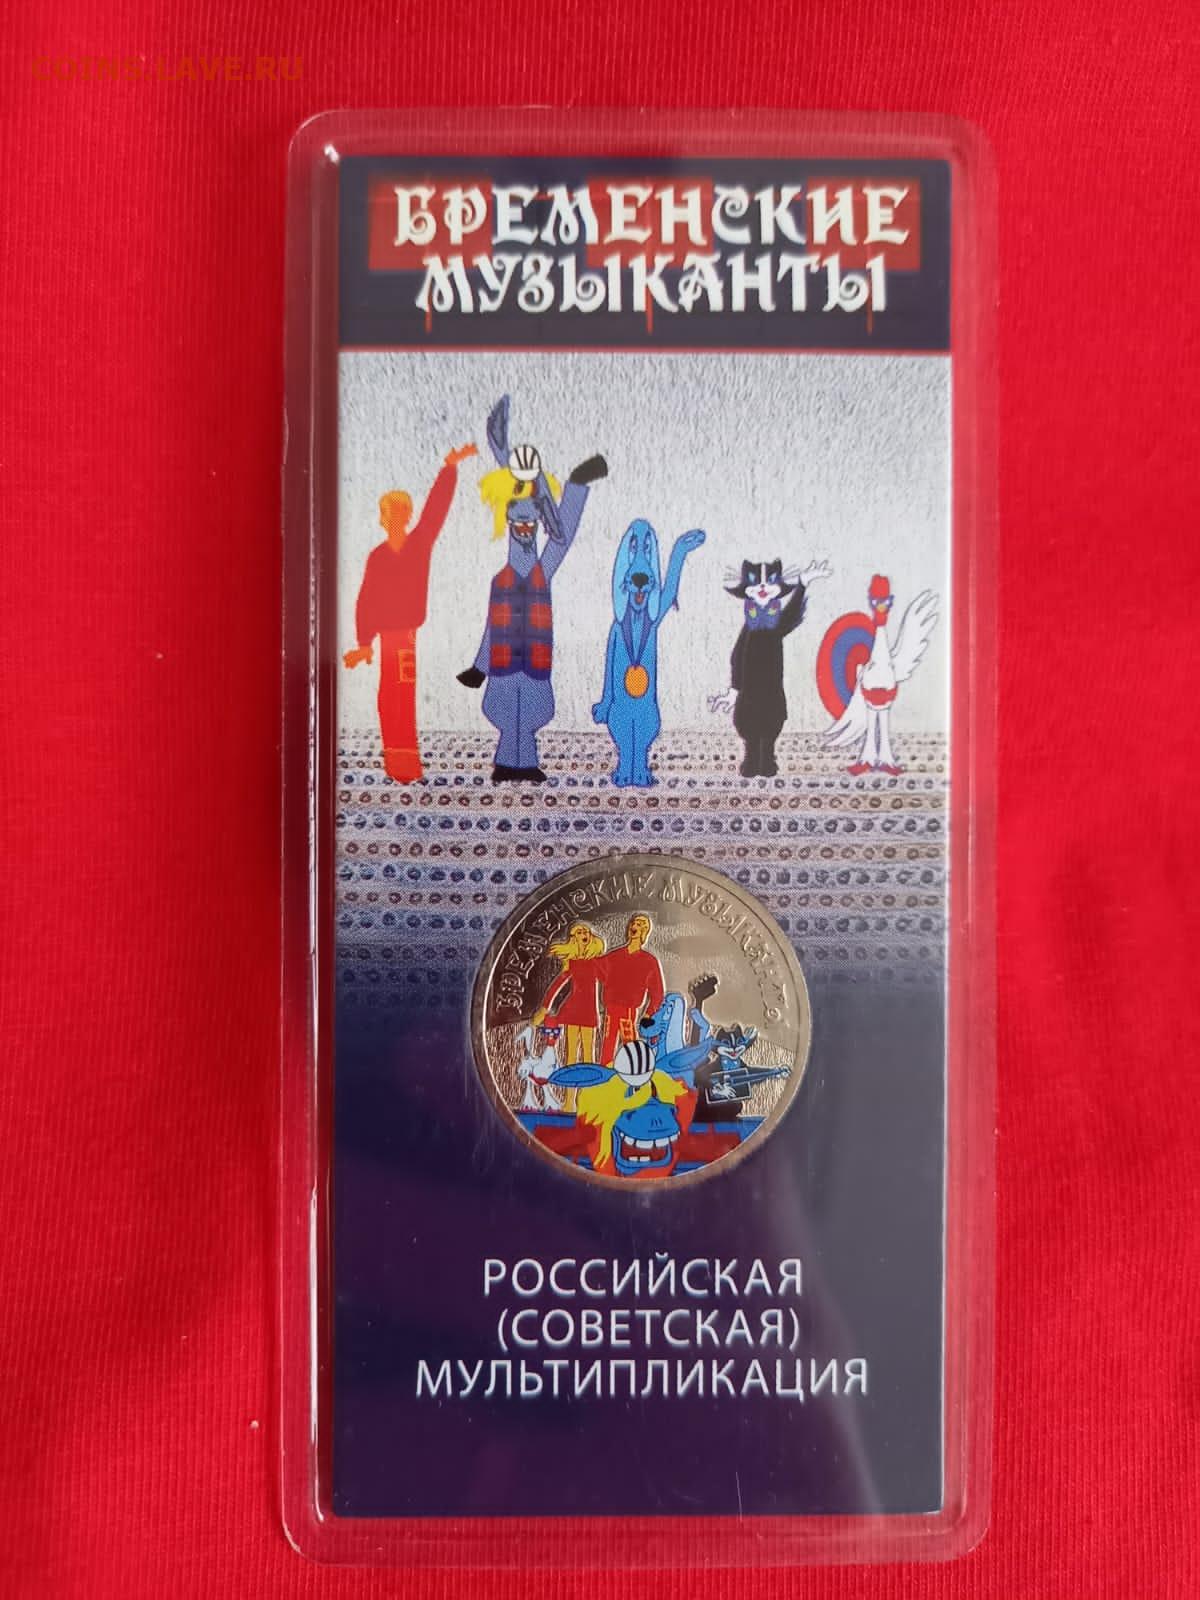 COINS.LAVE.RU
БРЕМЕНСКИЕ
МУЗЫКАНТЫ
БРЕМЕНСКИЕ МУЗЫКАНТЫ
РОССИЙСКАЯ
(СОВЕТСКАЯ)
МУЛЬТИПЛИКАЦИЯ